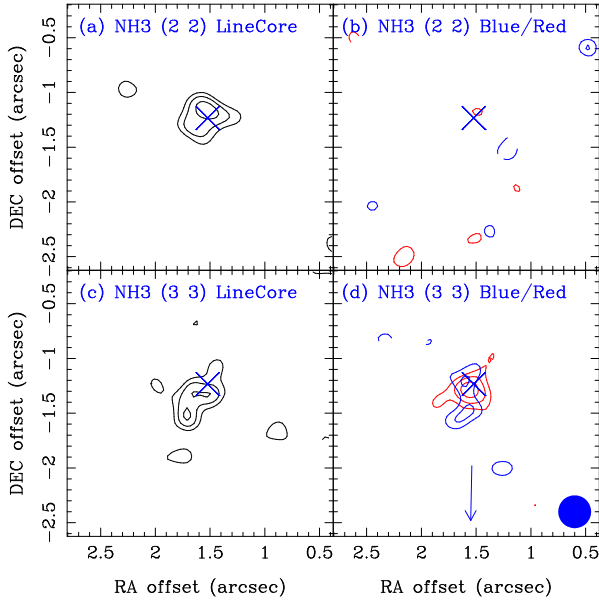 (a) NH3 (2 2) LineCore
(b) NH3 (2 2) Blue/Red
DEC offset (arcsec)
−0.5
−1
−1.5
−2
−2.5
(c) NH3 (3 3) LineCore
(d) NH3 (3 3) Blue/Red
DEC offset (arcsec)
−0.5
−1
−1.5
−2
−2.5
2.5 2 1.5 1 0.5
2.5 2 1.5 1 0.5
RA offset (arcsec)
RA offset (arcsec)